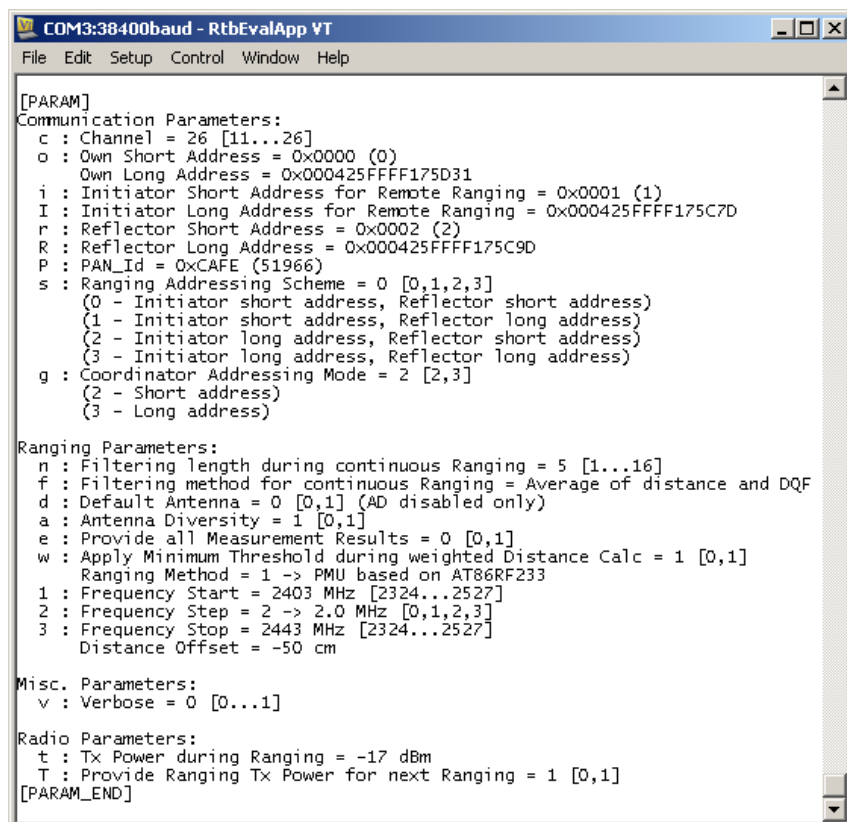 COM3:38400baud - RtbEvalApp VT
File Edit Setup Control Window Help
[PARAM]
Communication Parameters:
c : Channel = 26 [11...26]
o : Own Short Address = 0x0000 (0)
Own Long Address = 0x000425FFFF175D31
i : Initiator Short Address for Remote Ranging = 0x0001 (1)
I : Initiator Long Address for Remote Ranging = 0x000425FFFF175C7D
r : Reflector Short Address = 0x0002 (2)
R : Reflector Long Address = 0x000425FFFF175C9D
P : PAN_Id = 0xCAFE (51966)
s : Ranging Addressing Scheme = 0 [0,1,2,3]
(0 - Initiator short address, Reflector short address)
(1 - Initiator short address, Reflector long address)
(2 - Initiator long address, Reflector short address)
(3 - Initiator long address, Reflector long address)
g : Coordinator Addressing Mode = 2 [2,3]
(2 - Short address)
(3 - Long address)
Ranging Parameters:
n : Filtering length during continuous Ranging = 5 [1...16]
f : Filtering method for continuous Ranging = Average of distance and DQF
d : Default Antenna = 0 [0,1] (AD disabled only)
a : Antenna Diversity = 1 [0,1]
e : Provide all Measurement Results = 0 [0,1]
w : Apply Minimum Threshold during weighted Distance Calc = 1 [0,1]
Ranging Method = 1 -> PMU based on AT86RF233
1 : Frequency Start = 2403 MHz [2324...2527]
2 : Frequency Step = 2 -> 2.0 MHz [0,1,2,3]
3 : Frequency Stop = 2443 MHz [2324...2527]
Distance Offset = -50 cm
Misc. Parameters:
v : Verbose = 0 [0...1]
Radio Parameters:
t : Tx Power during Ranging = -17 dBm
T : Provide Ranging Tx Power for next Ranging = 1 [0,1]
[PARAM_END]